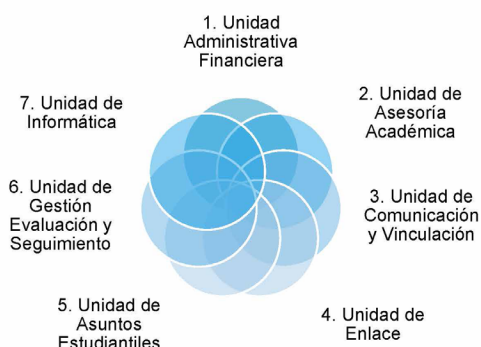 1. Unidad
Administrativa
Financiera
2. Unidad de
Asesoría
Académica
3. Unidad de
Comunicación
y Vinculación
4. Unidad de
Enlace
5. Unidad de
Asuntos
Estudiantiles
6. Unidad de
Gestión
Evaluación y
Seguimiento
7. Unidad de
Informática